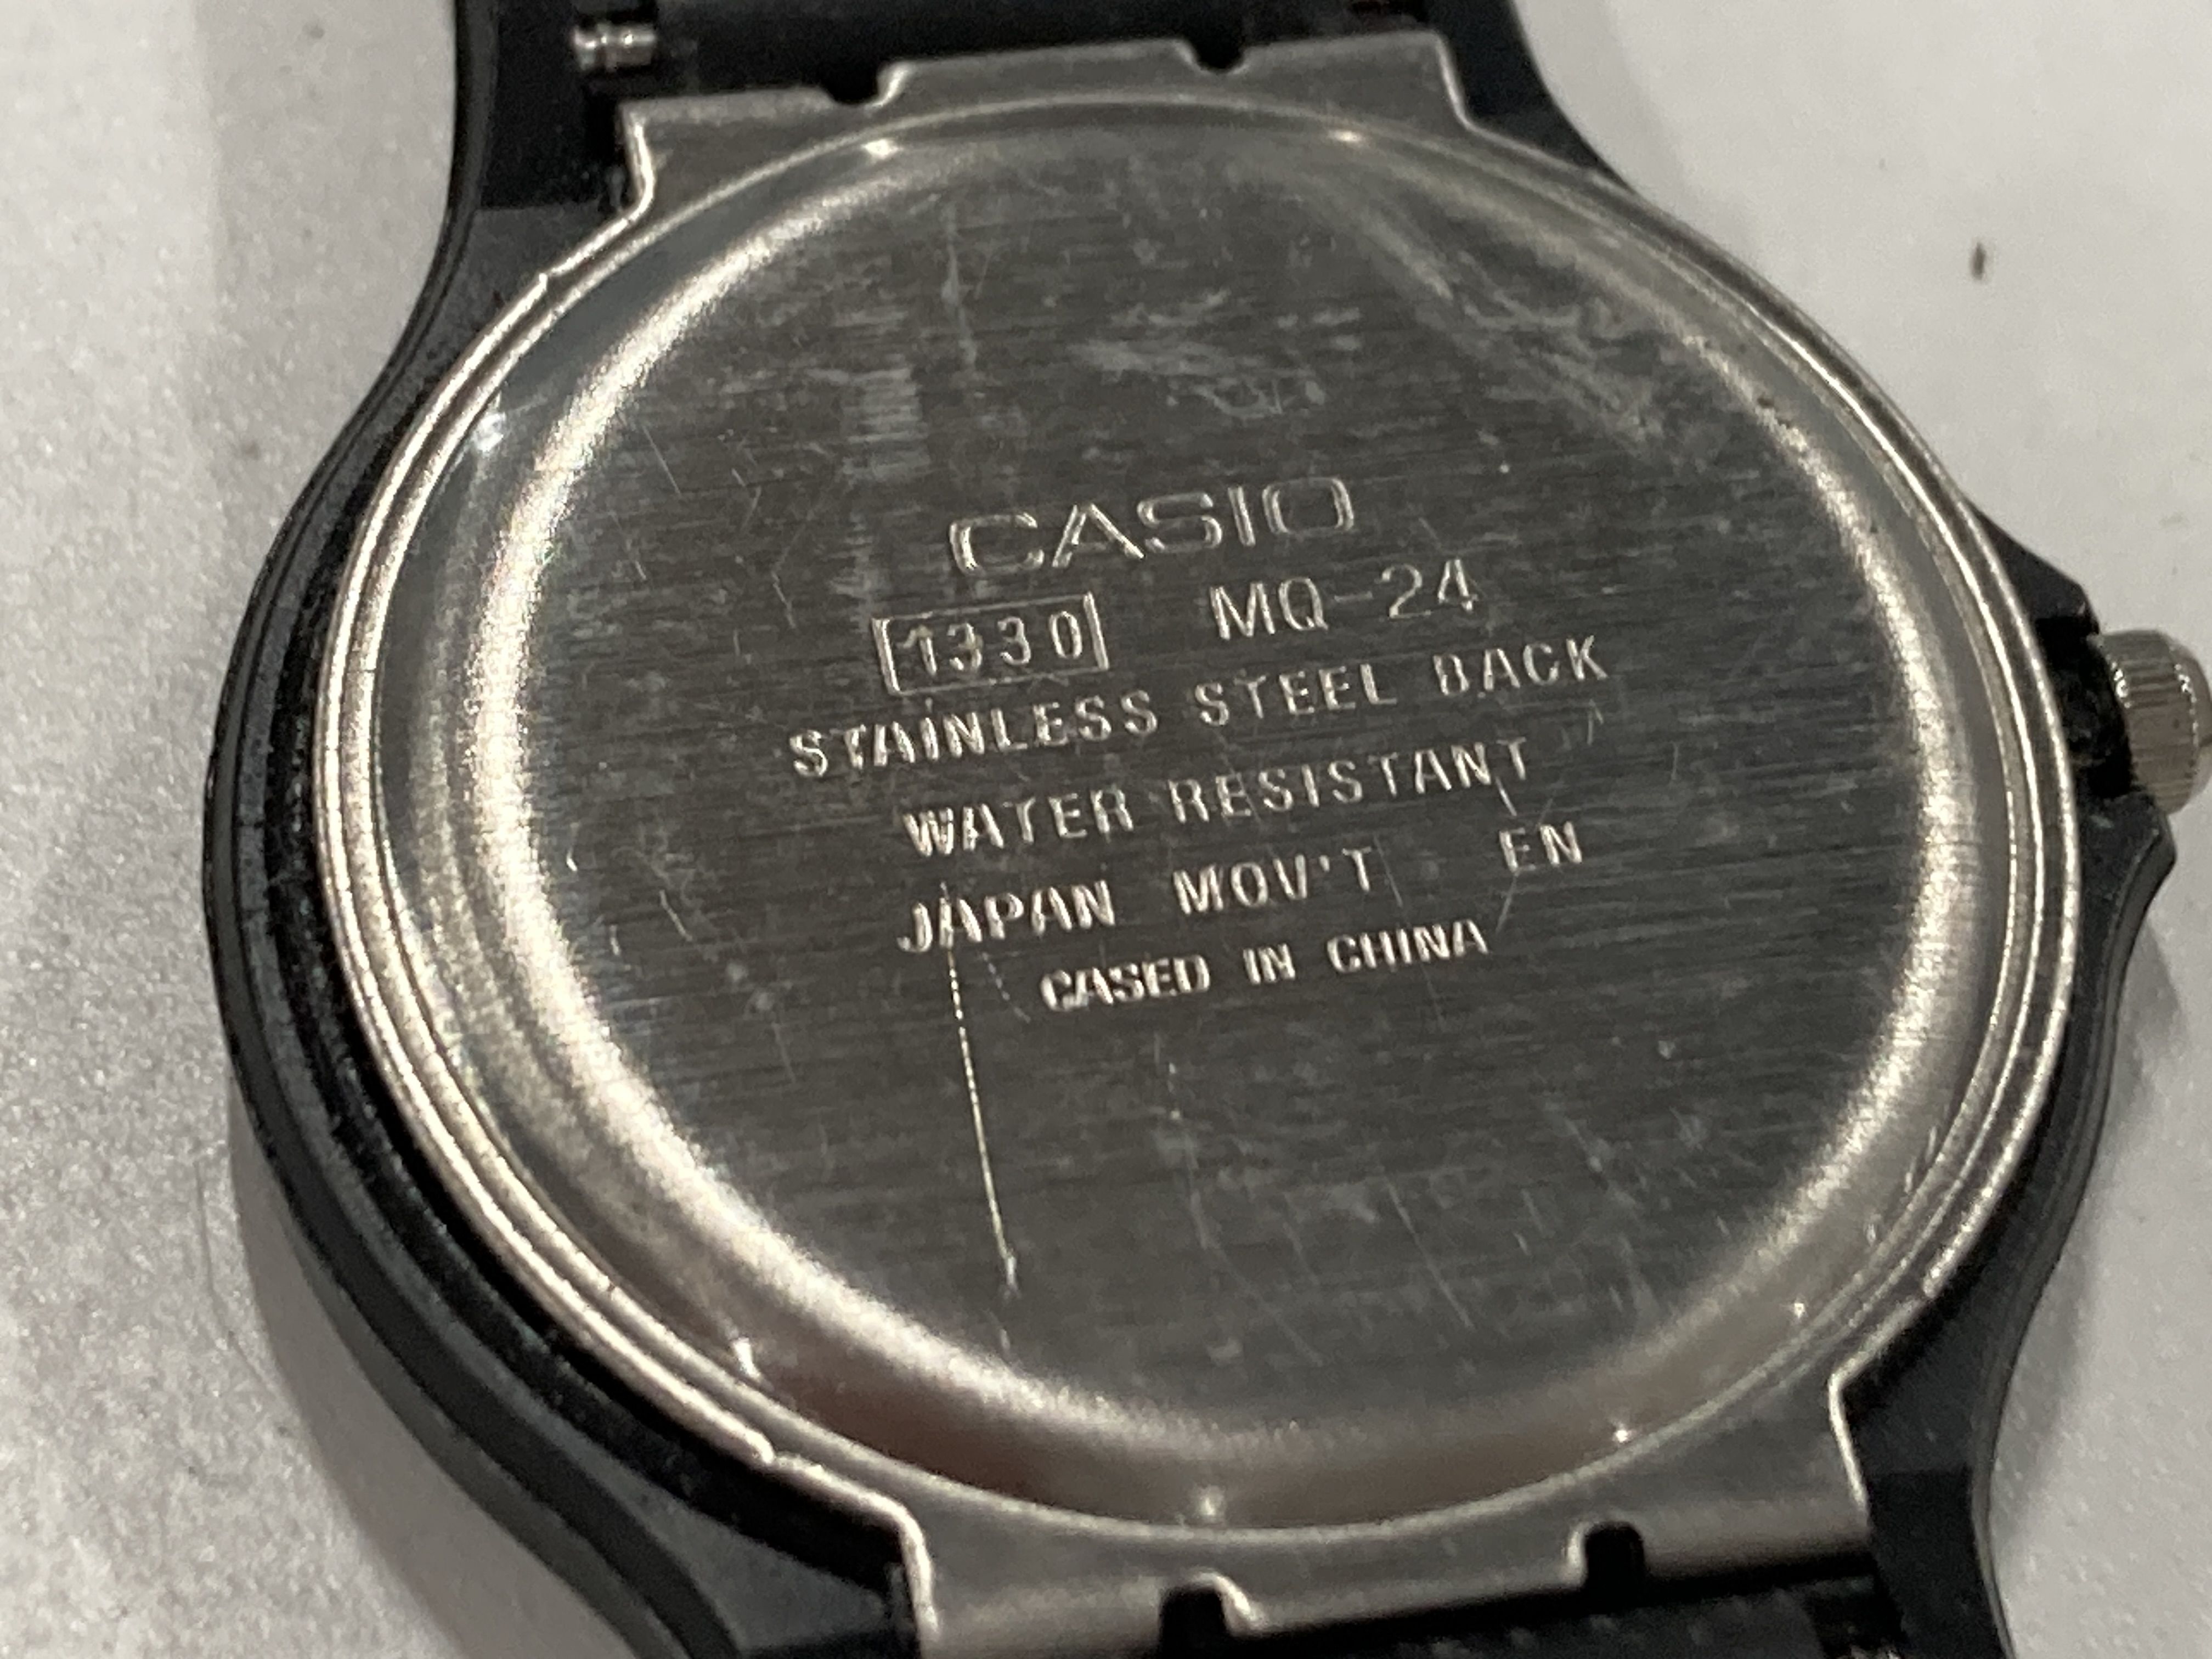 CASIO
1330 MQ-24
STAINLESS STEEL BACK
WATER RESISTANT
JAPAN MOV'T EN
CASED IN CHINA